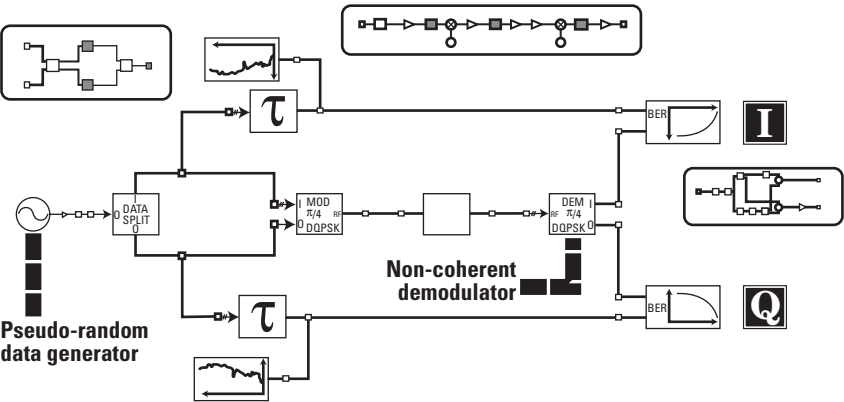 τ
BER
I
I
O
DATA
SPLIT
O
I
O
MOD
π/4
DQPSK
RF
RF
DEM
π/4
DQPSK
I
O
Non-coherent
demodulator
Pseudo-random
data generator
τ
BER
Q